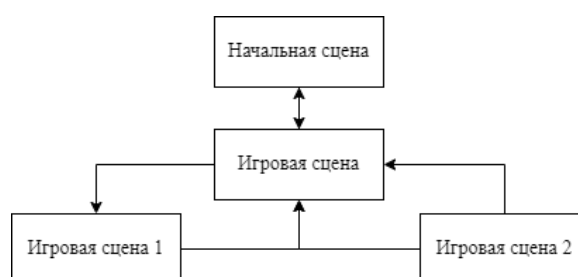 Начальная сцена
Игровая сцена
Игровая сцена 1
Игровая сцена 2